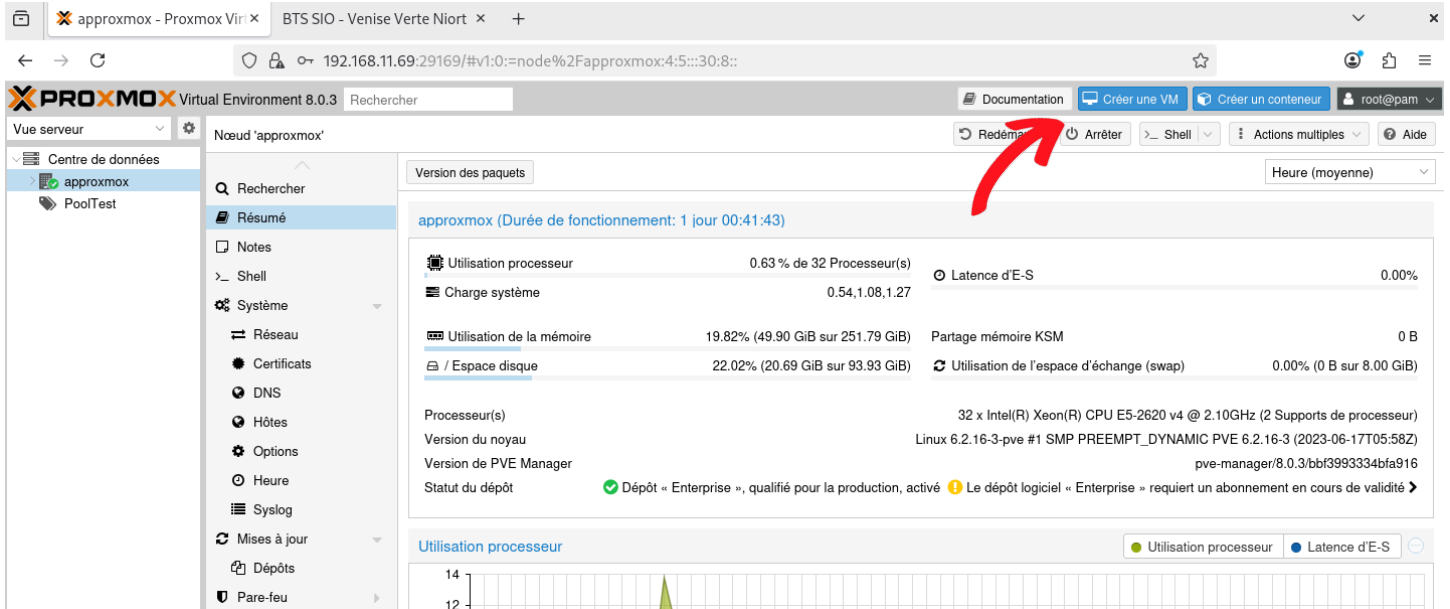 approxmox - Proxmox Virt
BTS SIO - Venise Verte Niort
192.168.11.69:29169/#v1:0:=node%2Fapproxmox:4:5:::30:8::
PROXMOX Virtual Environment 8.0.3 Rechercher Documentation Créer une VM Créer un conteneur root@pam
Vue serveur Nœud 'approxmox' Arrêter Shell Actions multiples Aide
Centre de données
approxmox
PoolTest
Rechercher
Résumé
Notes
Shell
Système
Réseau
Certificats
DNS
Hôtes
Options
Heure
Syslog
Mises à jour
Dépôts
Pare-feu
Version des paquets Heure (moyenne)
approxmox (Durée de fonctionnement: 1 jour 00:41:43)
Utilisation processeur 0.63 % de 32 Processeur(s)
Latence d'E-S 0.00%
Charge système 0.54,1.08,1.27
Utilisation de la mémoire 19.82% (49.90 GiB sur 251.79 GiB) Partage mémoire KSM 0 B
/ Espace disque 22.02% (20.69 GiB sur 93.93 GiB) Utilisation de l'espace d'échange (swap) 0.00% (0 B sur 8.00 GiB)
Processeur(s) 32 x Intel(R) Xeon(R) CPU E5-2620 v4 @ 2.10GHz (2 Supports de processeur)
Version du noyau Linux 6.2.16-3-pve #1 SMP PREEMPT_DYNAMIC PVE 6.2.16-3 (2023-06-17T05:58Z)
Version de PVE Manager pve-manager/8.0.3/bbf3993334bfa916
Statut du dépôt Dépôt « Enterprise », qualifié pour la production, activé Le dépôt logiciel « Enterprise » requiert un abonnement en cours de validité
Utilisation processeur Utilisation processeur Latence d'E-S
14
12